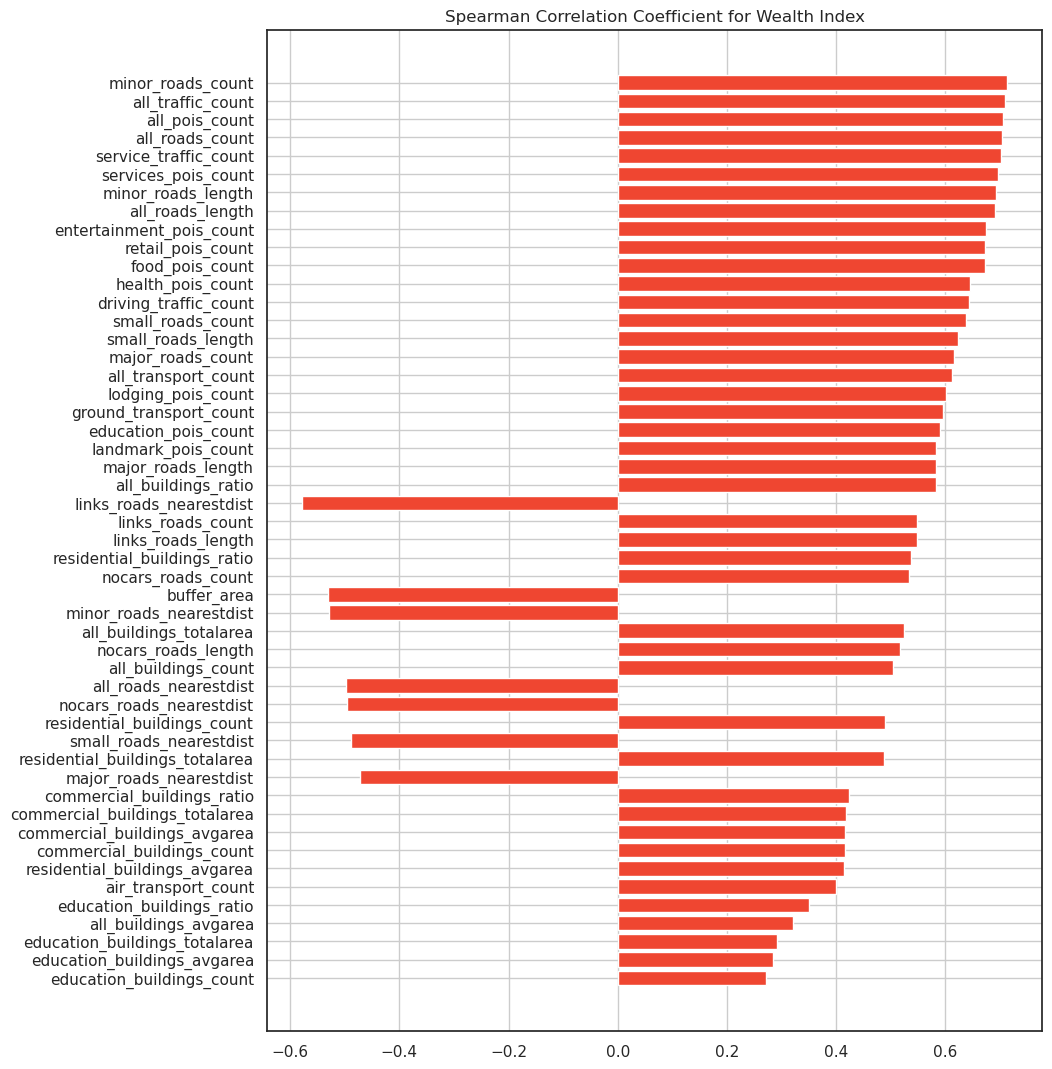 Spearman Correlation Coefficient for Wealth Index
minor_roads_count
all_traffic_count
all_pois_count
all_roads_count
service_traffic_count
services_pois_count
minor_roads_length
all_roads_length
entertainment_pois_count
retail_pois_count
food_pois_count
health_pois_count
driving_traffic_count
small_roads_count
small_roads_length
major_roads_count
all_transport_count
lodging_pois_count
ground_transport_count
education_pois_count
landmark_pois_count
major_roads_length
all_buildings_ratio
links_roads_nearestdist
links_roads_count
links_roads_length
residential_buildings_ratio
nocars_roads_count
buffer_area
minor_roads_nearestdist
all_buildings_totalarea
nocars_roads_length
all_buildings_count
all_roads_nearestdist
nocars_roads_nearestdist
residential_buildings_count
small_roads_nearestdist
residential_buildings_totalarea
major_roads_nearestdist
commercial_buildings_ratio
commercial_buildings_totalarea
commercial_buildings_avgarea
commercial_buildings_count
residential_buildings_avgarea
air_transport_count
education_buildings_ratio
all_buildings_avgarea
education_buildings_totalarea
education_buildings_avgarea
education_buildings_count
−0.6 −0.4 −0.2 0.0 0.2 0.4 0.6